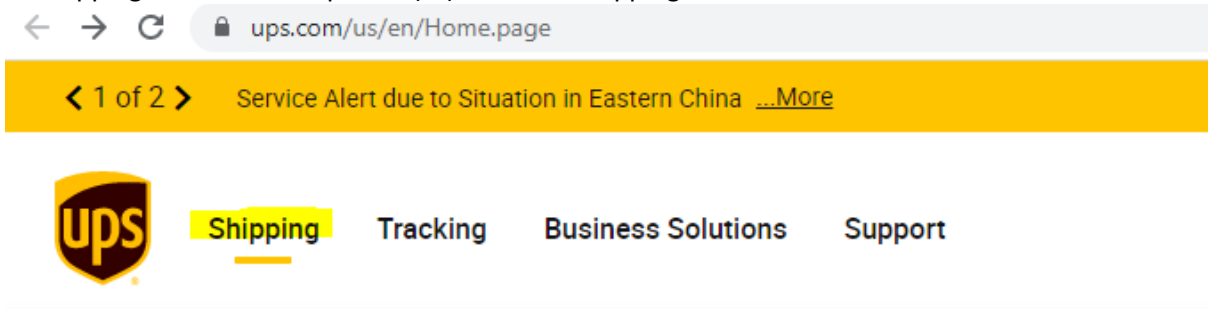 ups.com/us/en/Home.page
1 of 2 Service Alert due to Situation in Eastern China ...More
ups Shipping Tracking Business Solutions Support